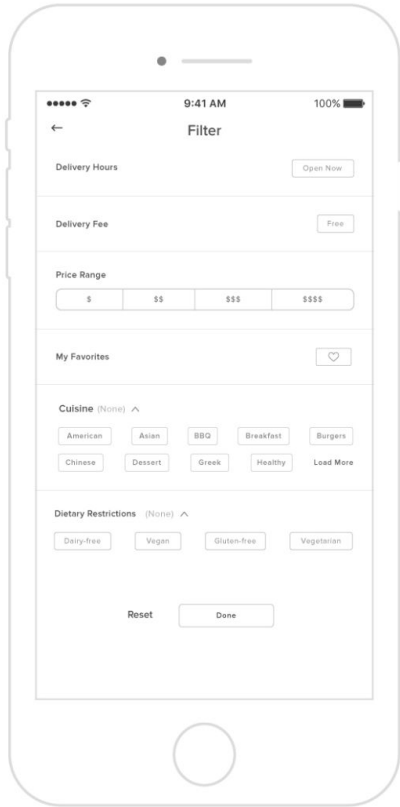 9:41 AM 100%
Filter
Delivery Hours Open Now
Delivery Fee Free
Price Range
$ $$ $$$ $$$$
My Favorites
Cuisine (None)
American Asian BBQ Breakfast Burgers
Chinese Dessert Greek Healthy Load More
Dietary Restrictions (None)
Dairy-free Vegan Gluten-free Vegetarian
Reset Done